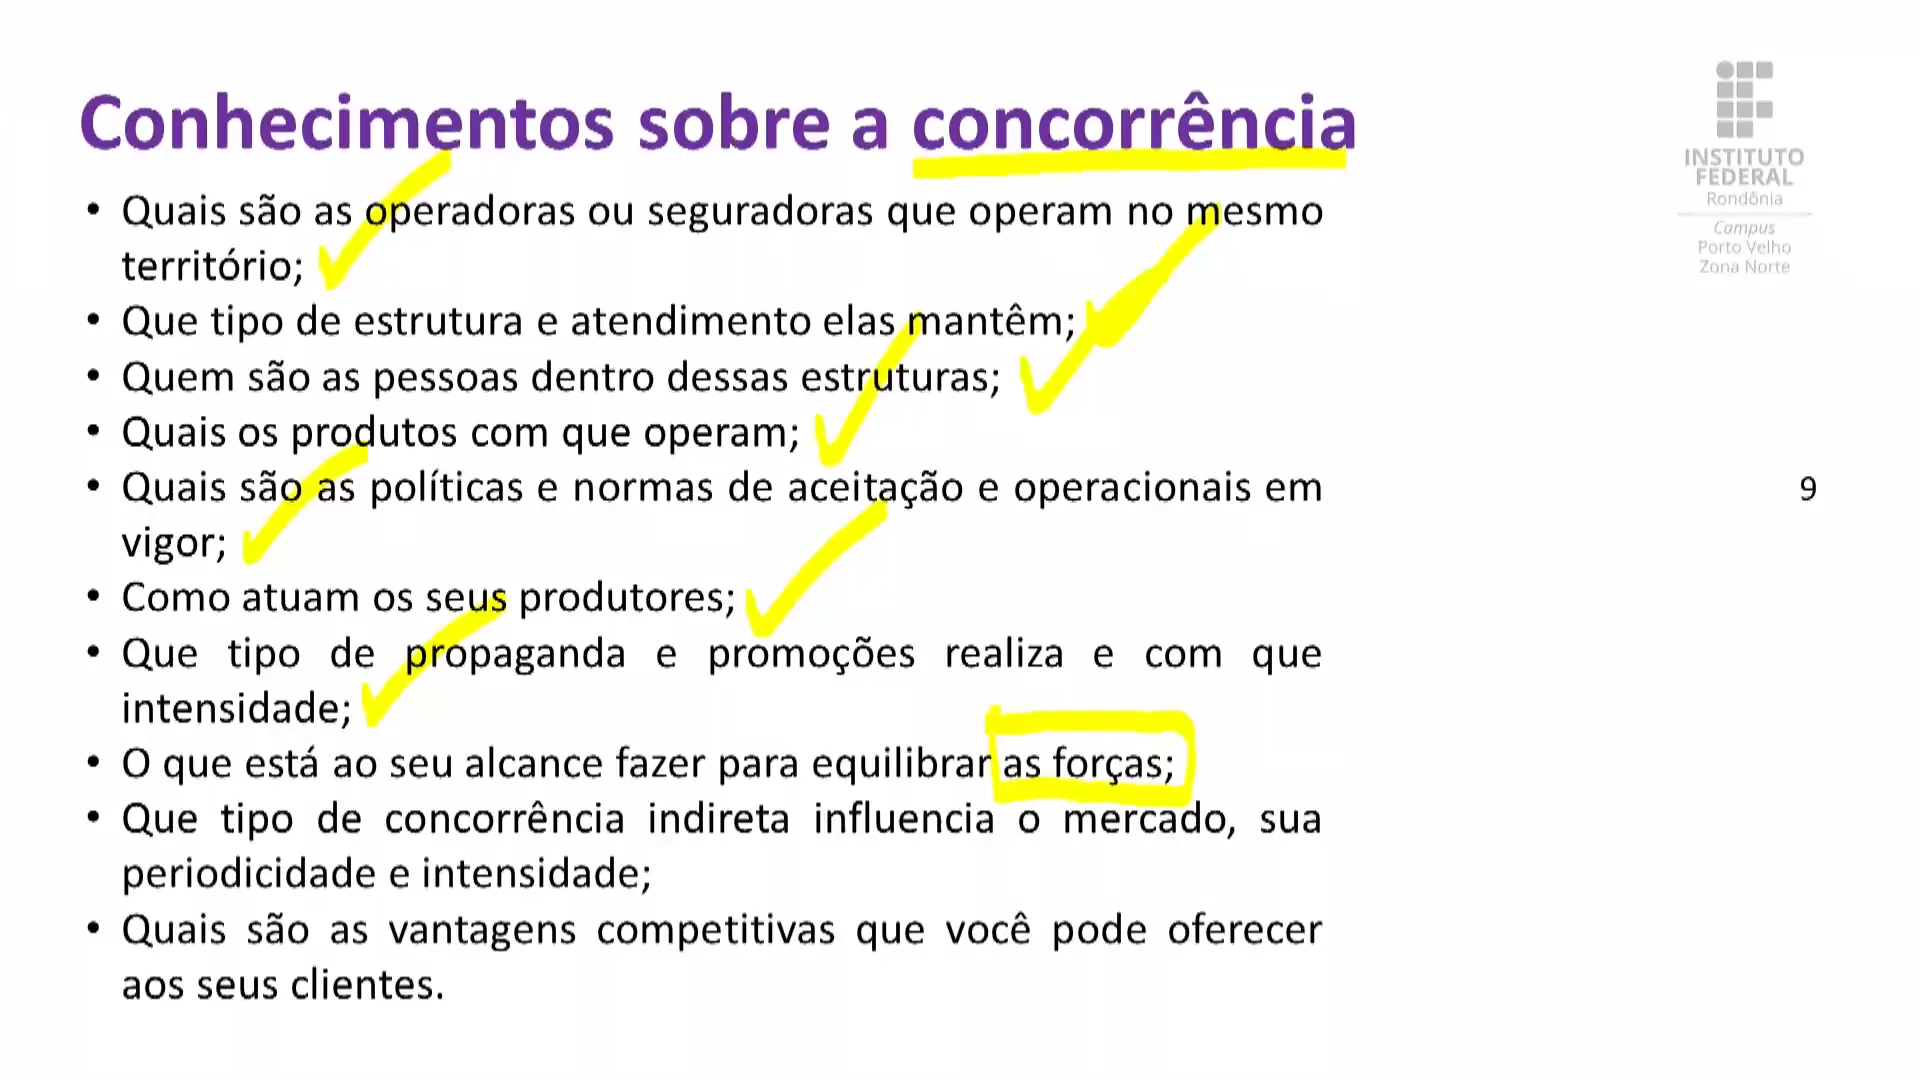 Conhecimentos sobre a concorrência
• Quais são as operadoras ou seguradoras que operam no mesmo
território;
• Que tipo de estrutura e atendimento elas mantêm;
• Quem são as pessoas dentro dessas estruturas;
• Quais os produtos com que operam;
• Quais são as políticas e normas de aceitação e operacionais em
vigor;
• Como atuam os seus produtores;
• Que tipo de propaganda e promoções realiza e com que
intensidade;
• O que está ao seu alcance fazer para equilibrar as forças;
• Que tipo de concorrência indireta influencia o mercado, sua
periodicidade e intensidade;
• Quais são as vantagens competitivas que você pode oferecer
aos seus clientes.
INSTITUTO
FEDERAL
Rondônia
Campus
Porto Velho
Zona Norte
9